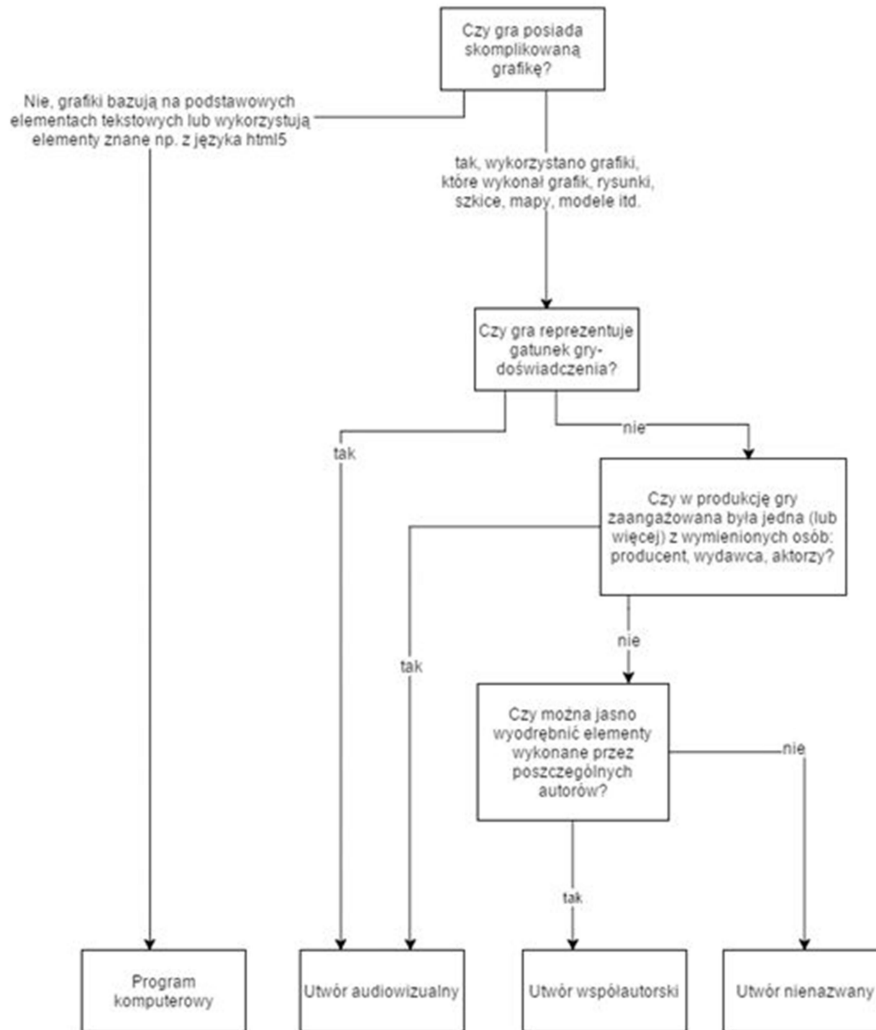 Czy gra posiada
skomplikowaną
grafikę?
Nie, grafiki bazują na podstawowych
elementach tekstowych lub wykorzystują
elementy znane np. z języka html5
tak, wykorzystano grafiki,
które wykonał grafik, rysunki,
szkice, mapy, modele itd.
Czy gra reprezentuje
gatunek gry-
doświadczenia?
tak
nie
Czy w produkcję gry
zaangażowana była jedna (lub
więcej) z wymienionych osób:
producent, wydawca, aktorzy?
tak
nie
Czy można jasno
wyodrębnić elementy
wykonane przez
poszczególnych
autorów?
nie
tak
Program
komputerowy
Utwór audiowizualny
Utwór współautorski
Utwór nienazwany